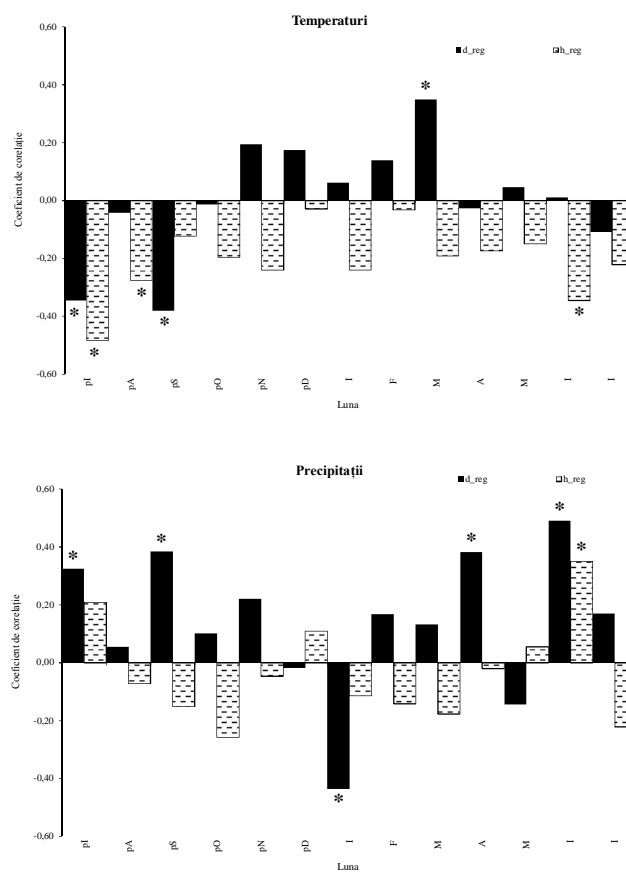 Temperaturi
d_reg h_reg
Coeficient de corelație
0,60
0,40
0,20
0,00
-0,20
-0,40
-0,60
* * * * * *
pI pA pS pO pN pD I F M A M I I
Luna
Precipitații
d_reg h_reg
Coeficient de corelație
0,60
0,40
0,20
0,00
-0,20
-0,40
-0,60
* * * * * *
pI pA pS pO pN pD I F M A M I I
Luna